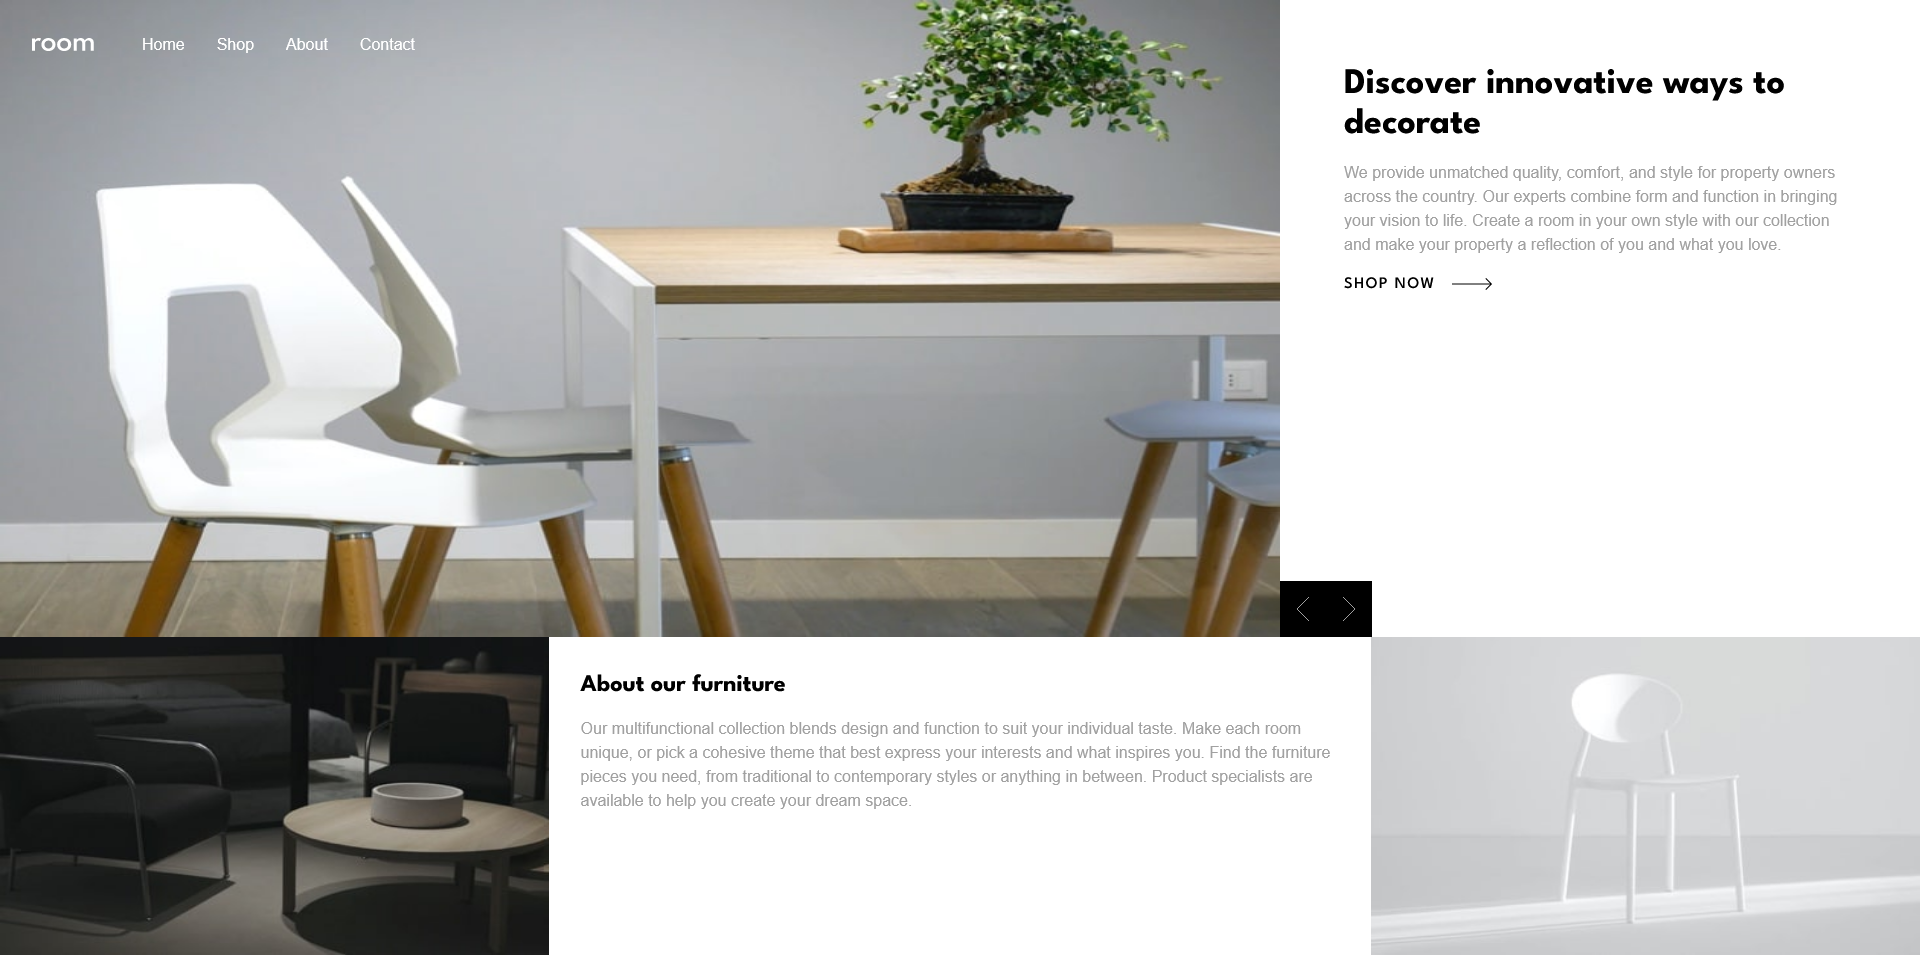 room
Home Shop About Contact
Discover innovative ways to
decorate
We provide unmatched quality, comfort, and style for property owners
across the country. Our experts combine form and function in bringing
your vision to life. Create a room in your own style with our collection
and make your property a reflection of you and what you love.
SHOP NOW
About our furniture
Our multifunctional collection blends design and function to suit your individual taste. Make each room
unique, or pick a cohesive theme that best express your interests and what inspires you. Find the furniture
pieces you need, from traditional to contemporary styles or anything in between. Product specialists are
available to help you create your dream space.